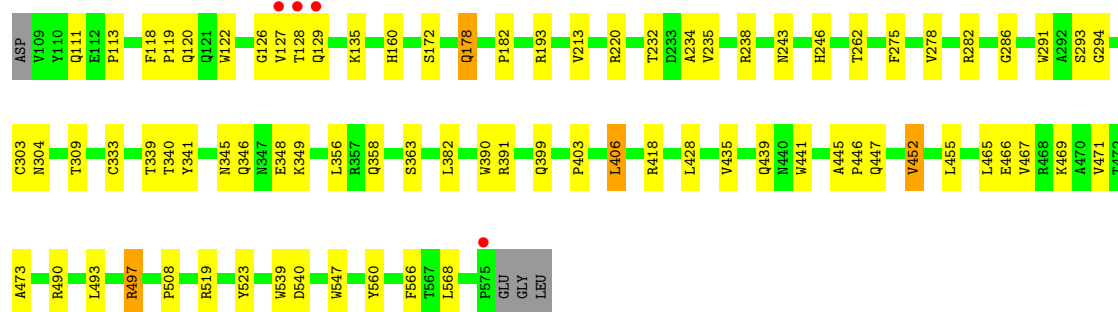 ASP V109 Y110 Q111 E112 P113 F118 P119 Q120 Q121 W122 G126 V127 T128 Q129 K135 H160 S172 Q178 P182 R193 V213 R220 T232 D233 A234 V235 R238 N243 H246 T262 F275 V278 R282 G286 W291 A292 S293 G294
C303 N304 T309 C333 T339 T340 Y341 N345 Q346 N347 E348 K349 L356 R357 Q358 S363 L382 W390 R391 Q399 P403 L406 R418 L428 V435 Q439 N440 W441 A445 P446 Q447 V452 L455 L465 E466 V467 R468 K469 A470 V471 T472
A473 R490 L493 R497 P508 R519 Y523 W539 D540 W547 Y560 F566 T567 L568 P575 GLU GLY LEU